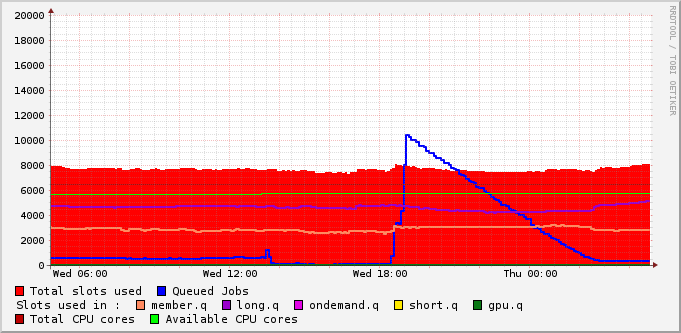 RRDTOOL / TOBI OETIKER
20000
18000
16000
14000
12000
10000
8000
6000
4000
2000
0
Wed 06:00 Wed 12:00 Wed 18:00 Thu 00:00
Total slots used Queued Jobs
Slots used in : member.q long.q ondemand.q short.q gpu.q
Total CPU cores Available CPU cores